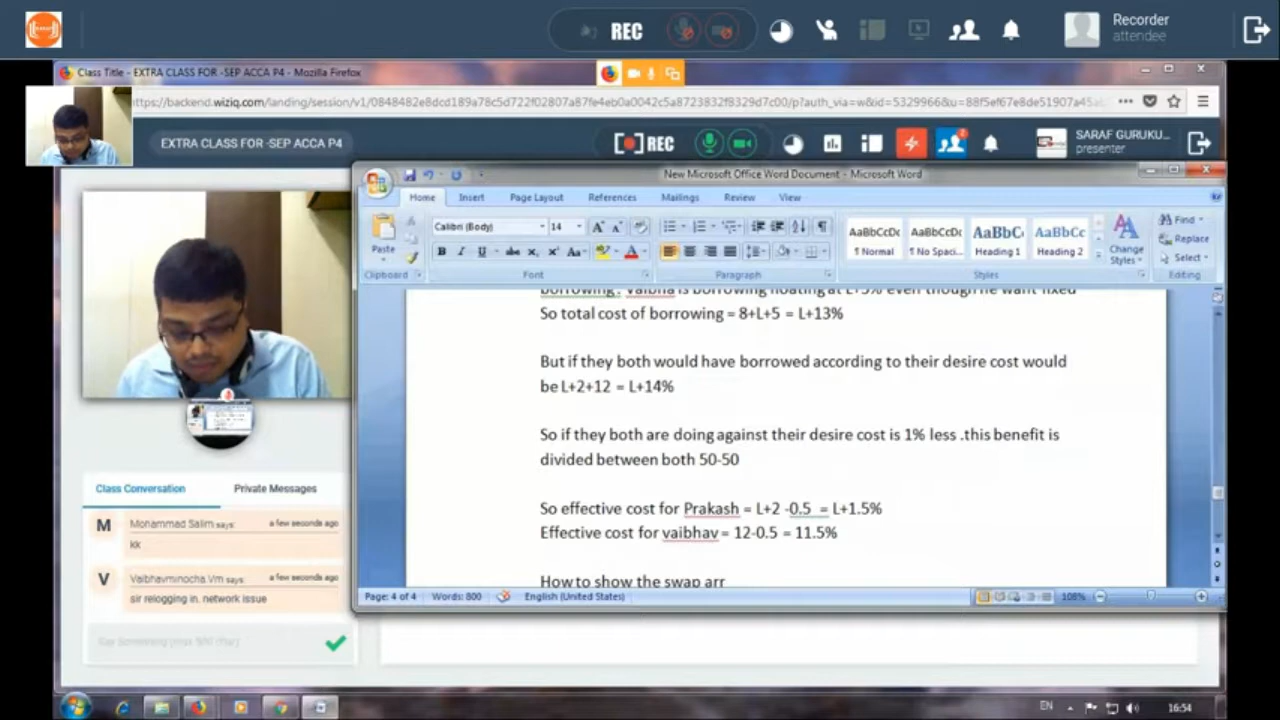 REC
Recorder
attendee
Class Title - EXTRA CLASS FOR -SEP ACCA P4 - Mozilla Firefox
EXTRA CLASS FOR -SEP ACCA P4
REC
SARAF GURUKU...
presenter
New Microsoft Office Word Document - Microsoft Word
Home Insert Page Layout References Mailings Review View
Calibri (Body) 14
Paste
AaBbCcDc AaBbCcDc AaBbC AaBbCc
¶ Normal ¶ No Spaci... Heading 1 Heading 2
Change Styles
Find
Replace
Select
Clipboard Font Paragraph Styles Editing
So total cost of borrowing = 8+L+5 = L+13%
But if they both would have borrowed according to their desire cost would
be L+2+12 = L+14%
So if they both are doing against their desire cost is 1% less .this benefit is
divided between both 50-50
So effective cost for Prakash = L+2 -0.5 = L+1.5%
Effective cost for vaibhav = 12-0.5 = 11.5%
How to show the swap arr
Page: 4 of 4 Words: 800 English (United States) 108%
Class Conversation Private Messages
M Mohammad Salim says: a few seconds ago
kk
V Vaibhavminocha.Vm says: a few seconds ago
sir relogging in. network issue
EN 16:54